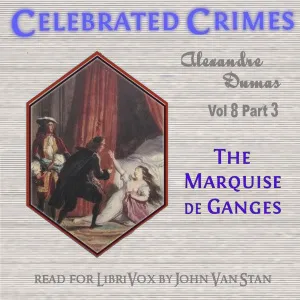 CELEBRATED CRIMES
Alexandre
Dumas
Vol 8 Part 3
THE
MARQUISE
DE GANGES
READ FOR LIBRIVOX BY JOHN VAN STAN